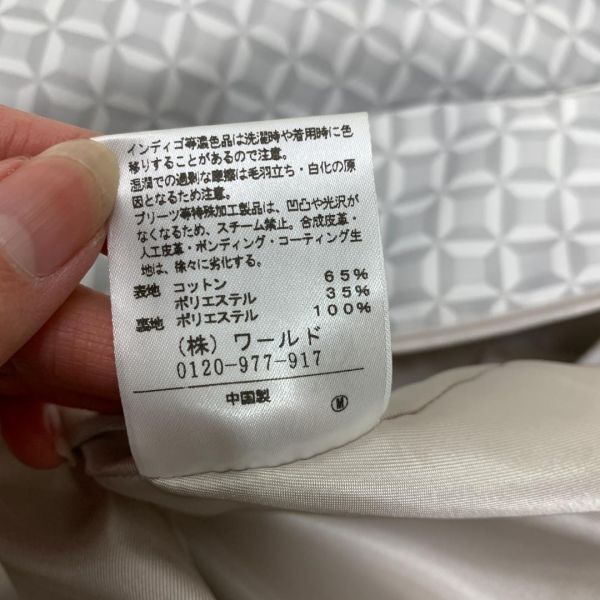 インディゴ等濃色品は洗濯時や着用時に色
移りすることがあるので注意。
湿潤での過剰な摩擦は毛羽立ち・白化の原
因となるため注意
プリーツ等特殊加工製品は、凹凸や光沢が
なくなるため、スチーム禁止。合成皮革・
人工皮革・ボンディング・コーティング生
地は、徐々に劣化する。
表地 コットン 65%
ポリエステル 35%
裏地 ポリエステル 100%
(株) ワールド
0120-977-917
中国製
Ⓜ